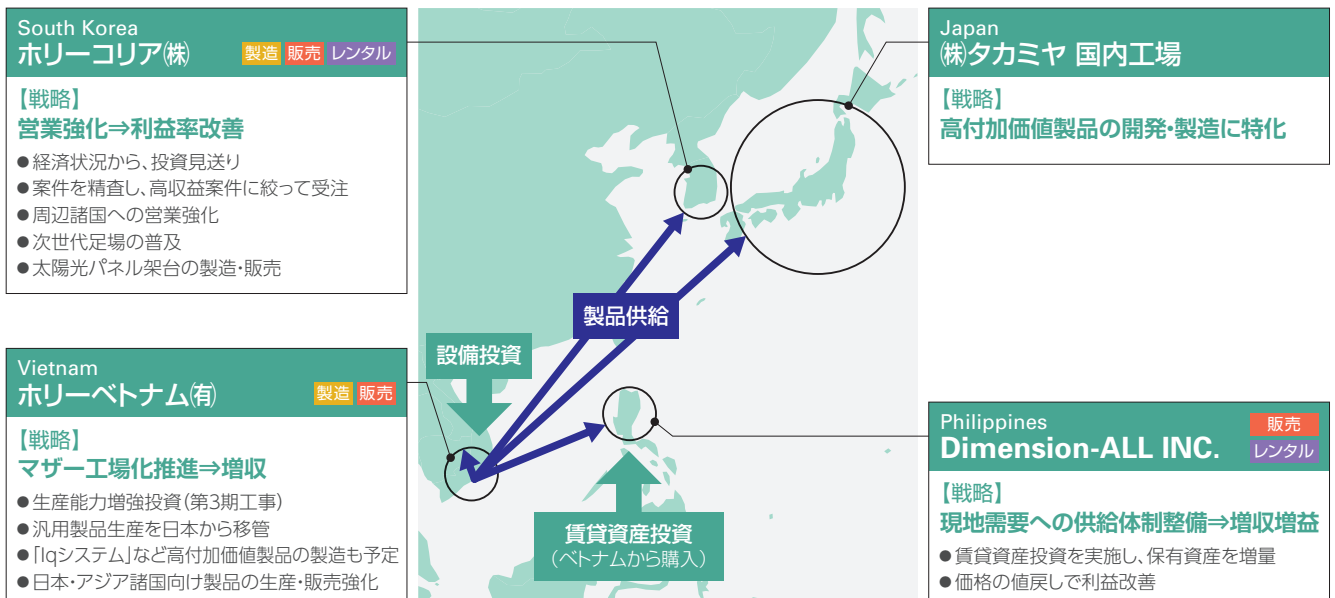 South Korea
ホリーコリア㈱
製造 販売 レンタル
【戦略】
営業強化⇒利益率改善
●経済状況から、投資見送り
●案件を精査し、高収益案件に絞って受注
●周辺諸国への営業強化
●次世代足場の普及
●太陽光パネル架台の製造・販売
Japan
㈱タカミヤ 国内工場
【戦略】
高付加価値製品の開発・製造に特化
製品供給
設備投資
Vietnam
ホリーベトナム㈲
製造 販売
【戦略】
マザー工場化推進⇒増収
●生産能力増強投資(第3期工事)
●汎用製品生産を日本から移管
●「Iqシステム」など高付加価値製品の製造も予定
●日本・アジア諸国向け製品の生産・販売強化
賃貸資産投資
(ベトナムから購入)
Philippines
Dimension-ALL INC.
販売
レンタル
【戦略】
現地需要への供給体制整備⇒増収増益
●賃貸資産投資を実施し、保有資産を増量
●価格の値戻しで利益改善